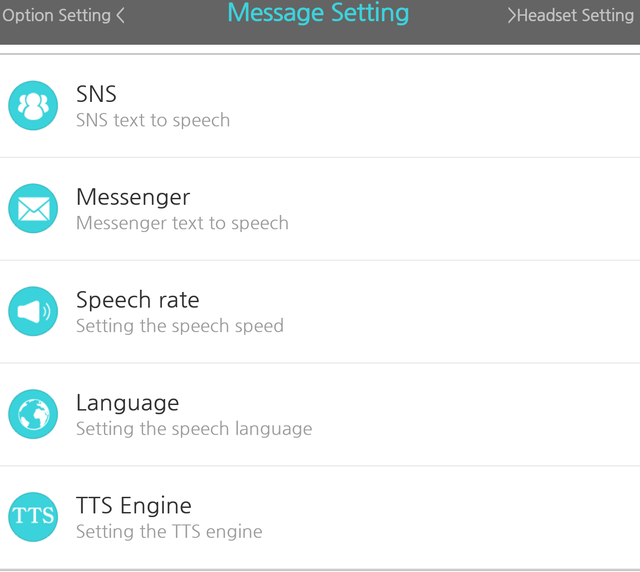 Option Setting <
Message Setting
>Headset Setting
SNS
SNS text to speech
Messenger
Messenger text to speech
Speech rate
Setting the speech speed
Language
Setting the speech language
TTS
TTS Engine
Setting the TTS engine